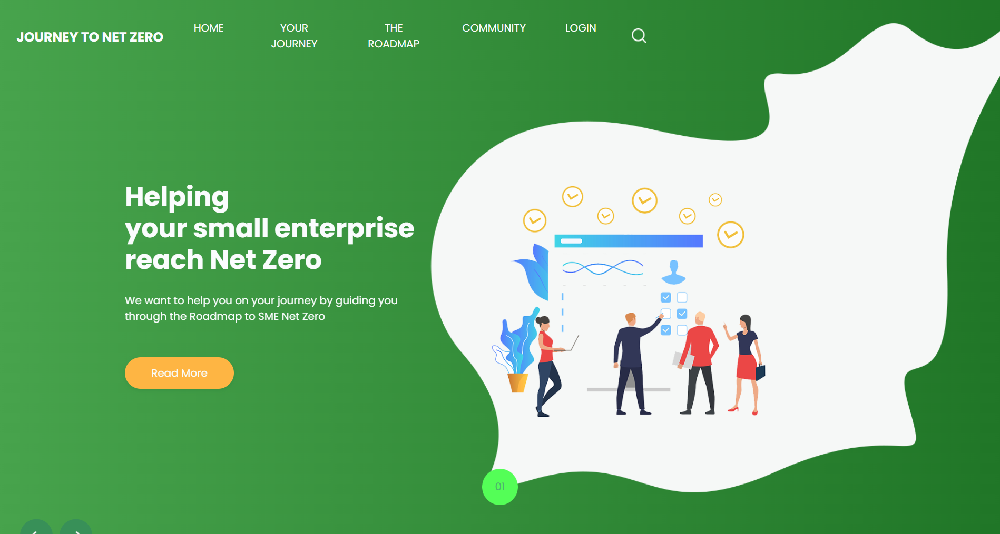 JOURNEY TO NET ZERO
HOME
YOUR
JOURNEY
THE
ROADMAP
COMMUNITY
LOGIN
Helping
your small enterprise
reach Net Zero
We want to help you on your journey by guiding you
through the Roadmap to SME Net Zero
Read More
01